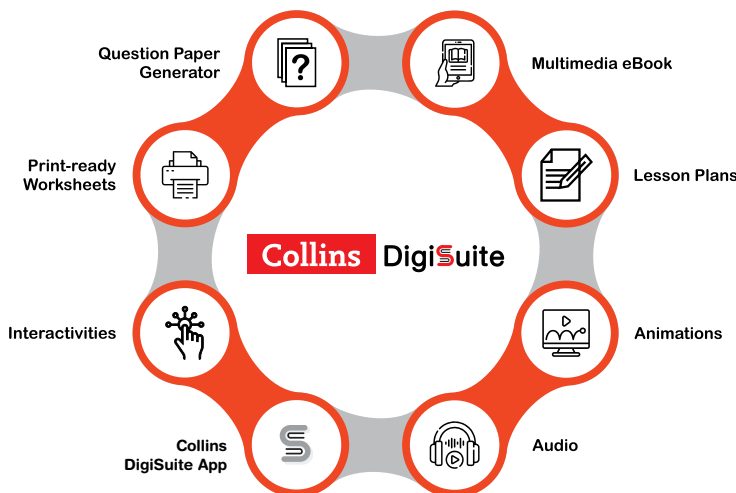 Question Paper
Generator
Multimedia eBook
Print-ready
Worksheets
Lesson Plans
Collins DigiSuite
Interactivities
Animations
Collins
DigiSuite App
Audio